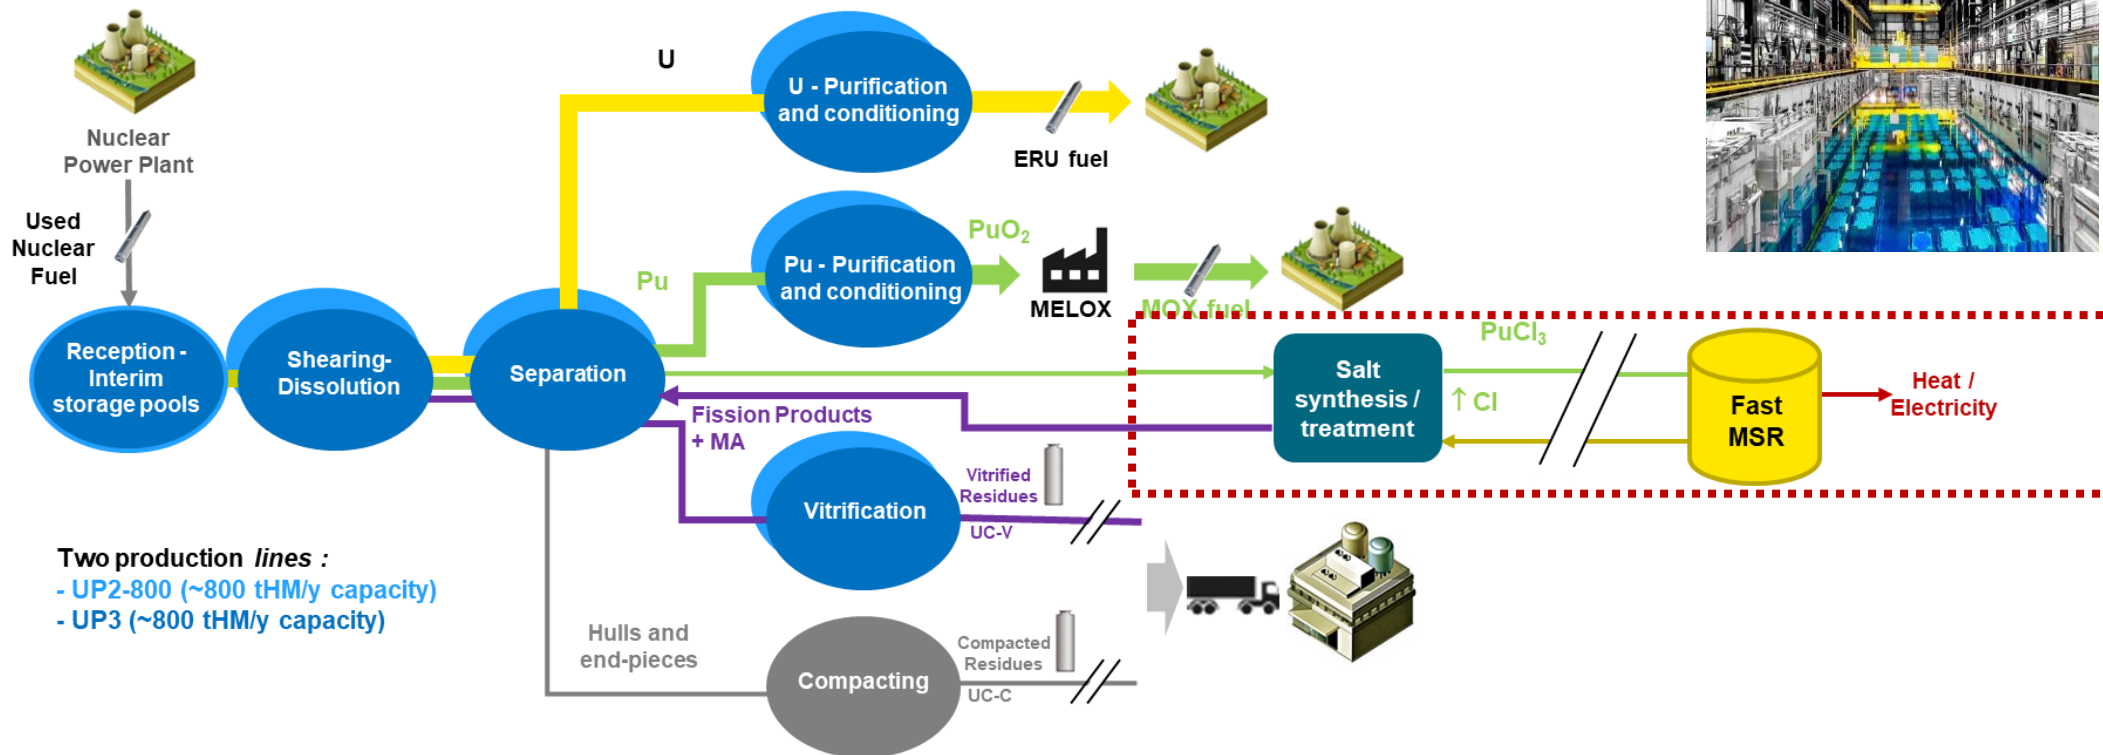 Nuclear
Power Plant
Used
Nuclear
Fuel
Reception -
Interim
storage pools
Shearing-
Dissolution
Separation
U
U - Purification
and conditioning
ERU fuel
Pu
Pu - Purification
and conditioning
PuO₂
MELOX
MOX fuel
Salt
synthesis /
treatment
PuCl₃
↑ Cl
Fast
MSR
Heat /
Electricity
Fission Products
+ MA
Vitrification
Vitrified
Residues
UC-V
Hulls and
end-pieces
Compacting
Compacted
Residues
UC-C
Two production lines :
- UP2-800 (~800 tHM/y capacity)
- UP3 (~800 tHM/y capacity)